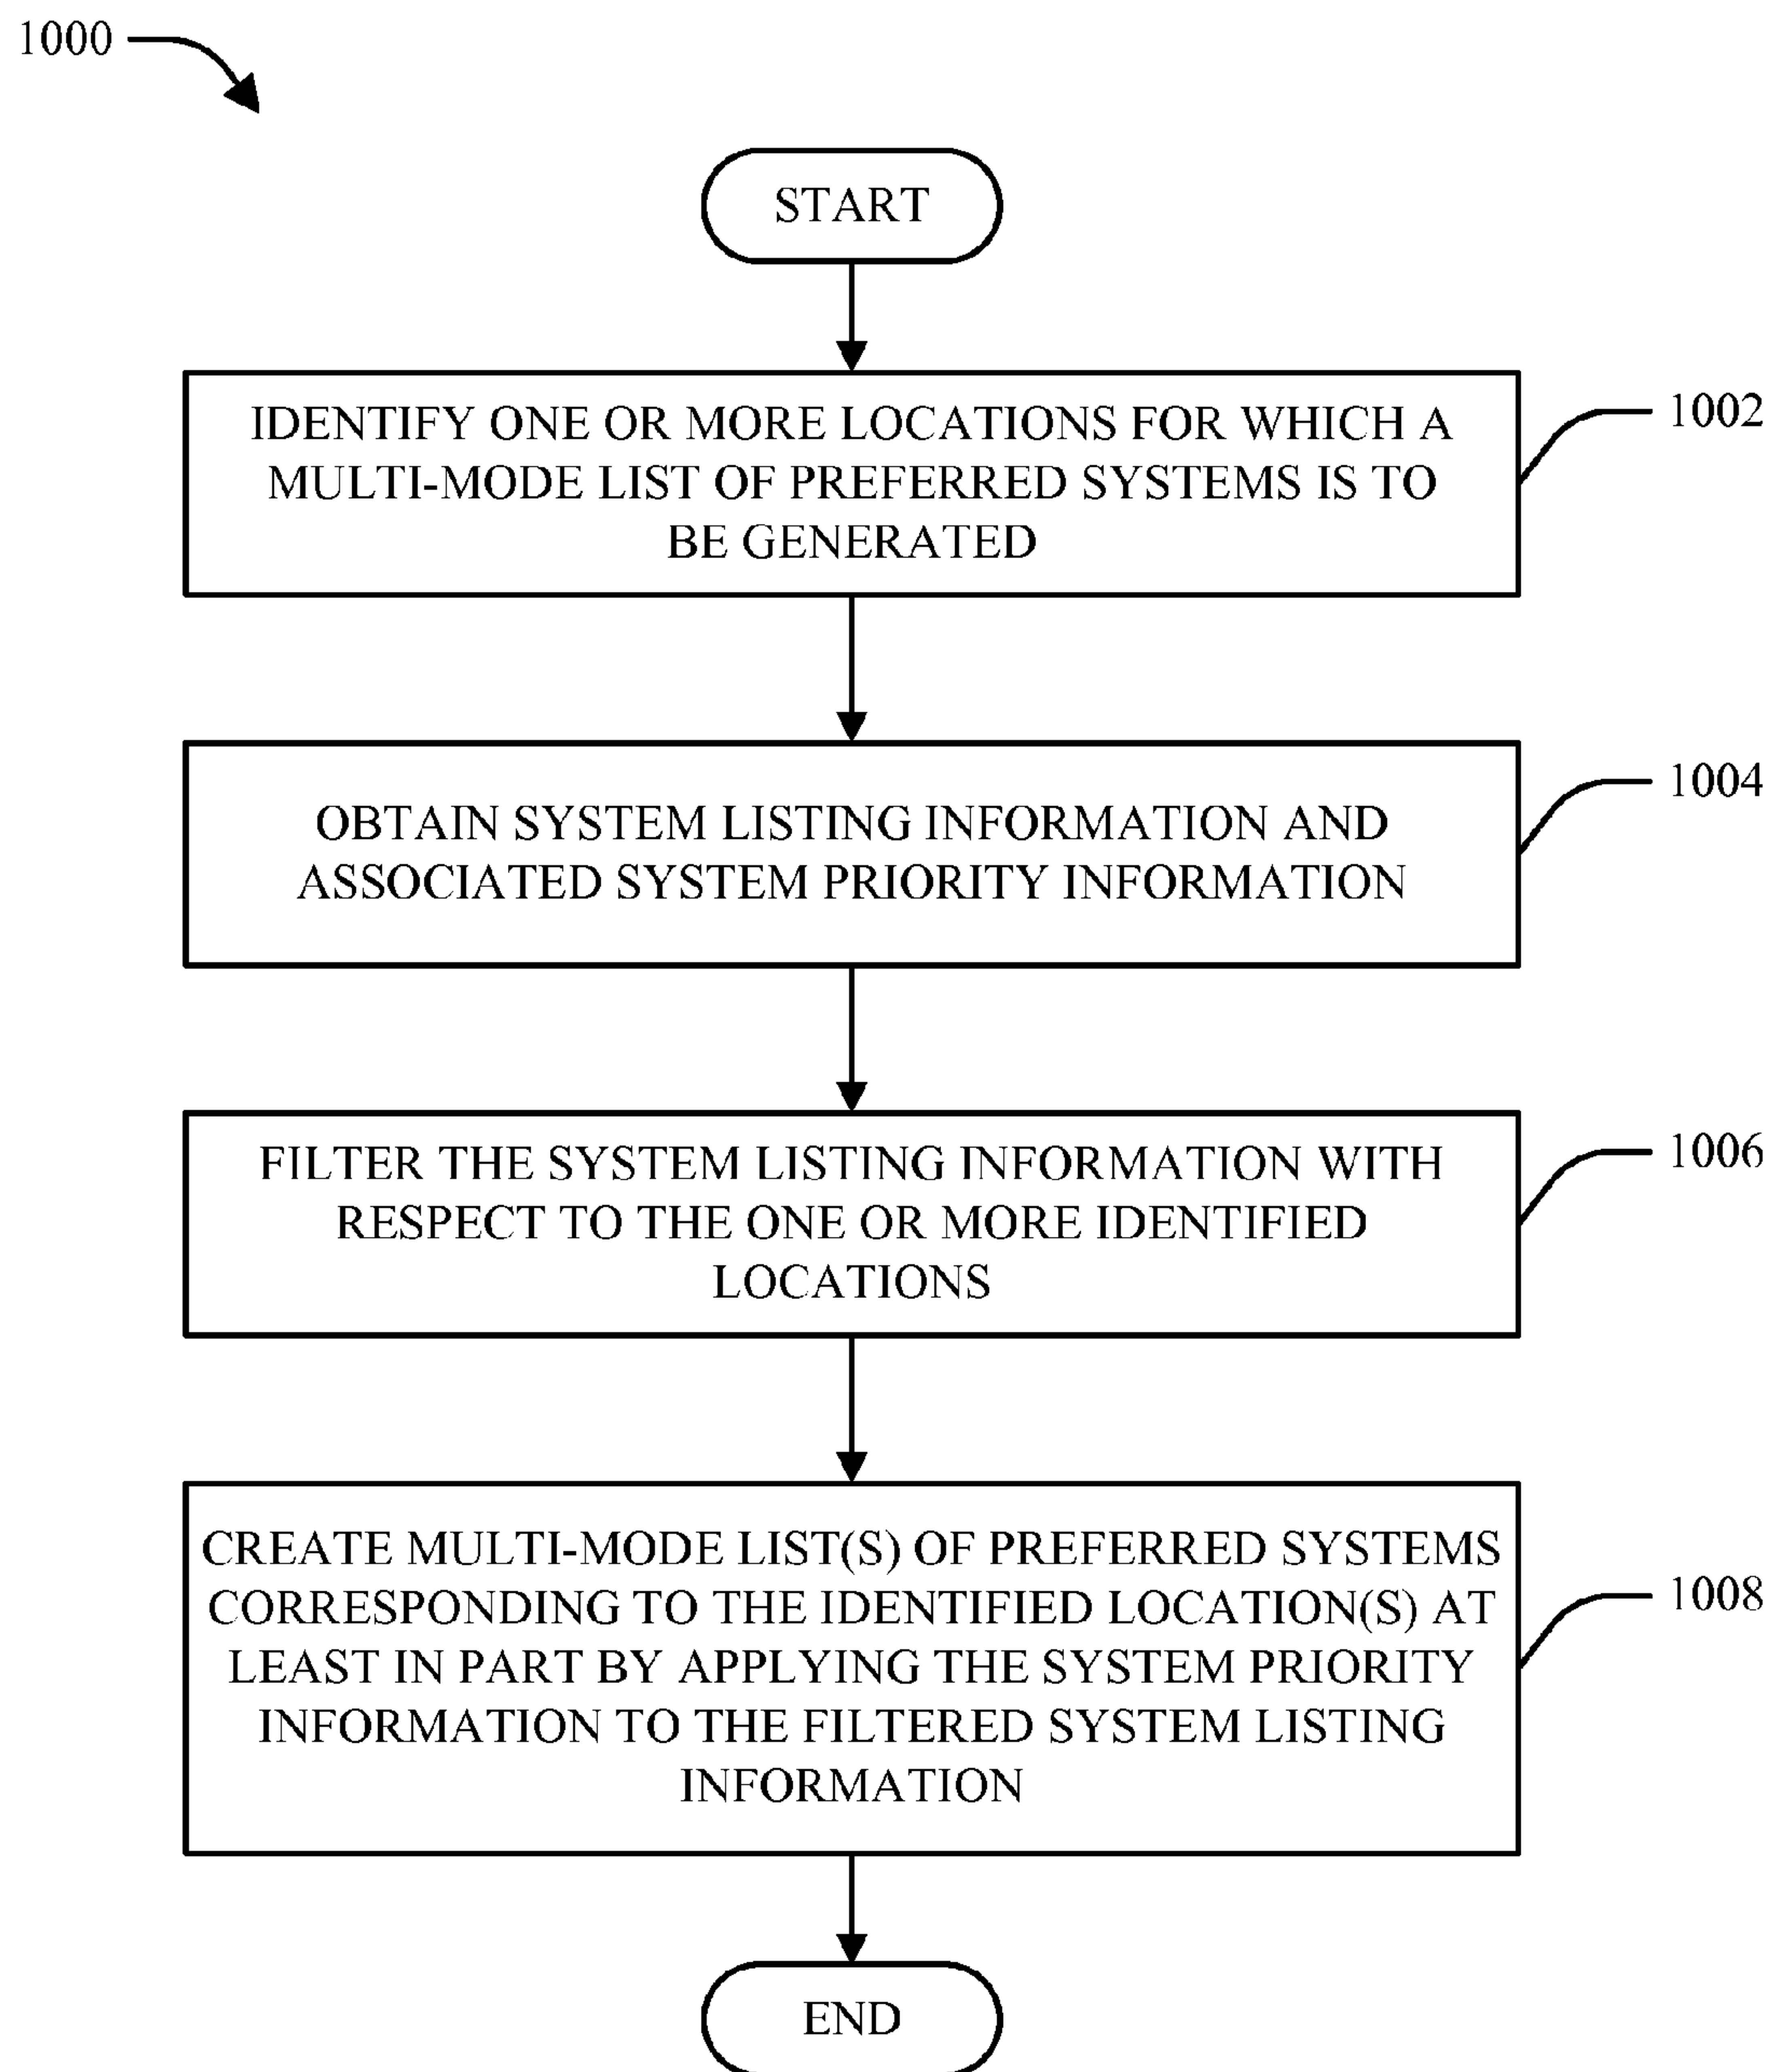 1000
START
IDENTIFY ONE OR MORE LOCATIONS FOR WHICH A
MULTI-MODE LIST OF PREFERRED SYSTEMS IS TO
BE GENERATED
1002
OBTAIN SYSTEM LISTING INFORMATION AND
ASSOCIATED SYSTEM PRIORITY INFORMATION
1004
FILTER THE SYSTEM LISTING INFORMATION WITH
RESPECT TO THE ONE OR MORE IDENTIFIED
LOCATIONS
1006
CREATE MULTI-MODE LIST(S) OF PREFERRED SYSTEMS
CORRESPONDING TO THE IDENTIFIED LOCATION(S) AT
LEAST IN PART BY APPLYING THE SYSTEM PRIORITY
INFORMATION TO THE FILTERED SYSTEM LISTING
INFORMATION
1008
END